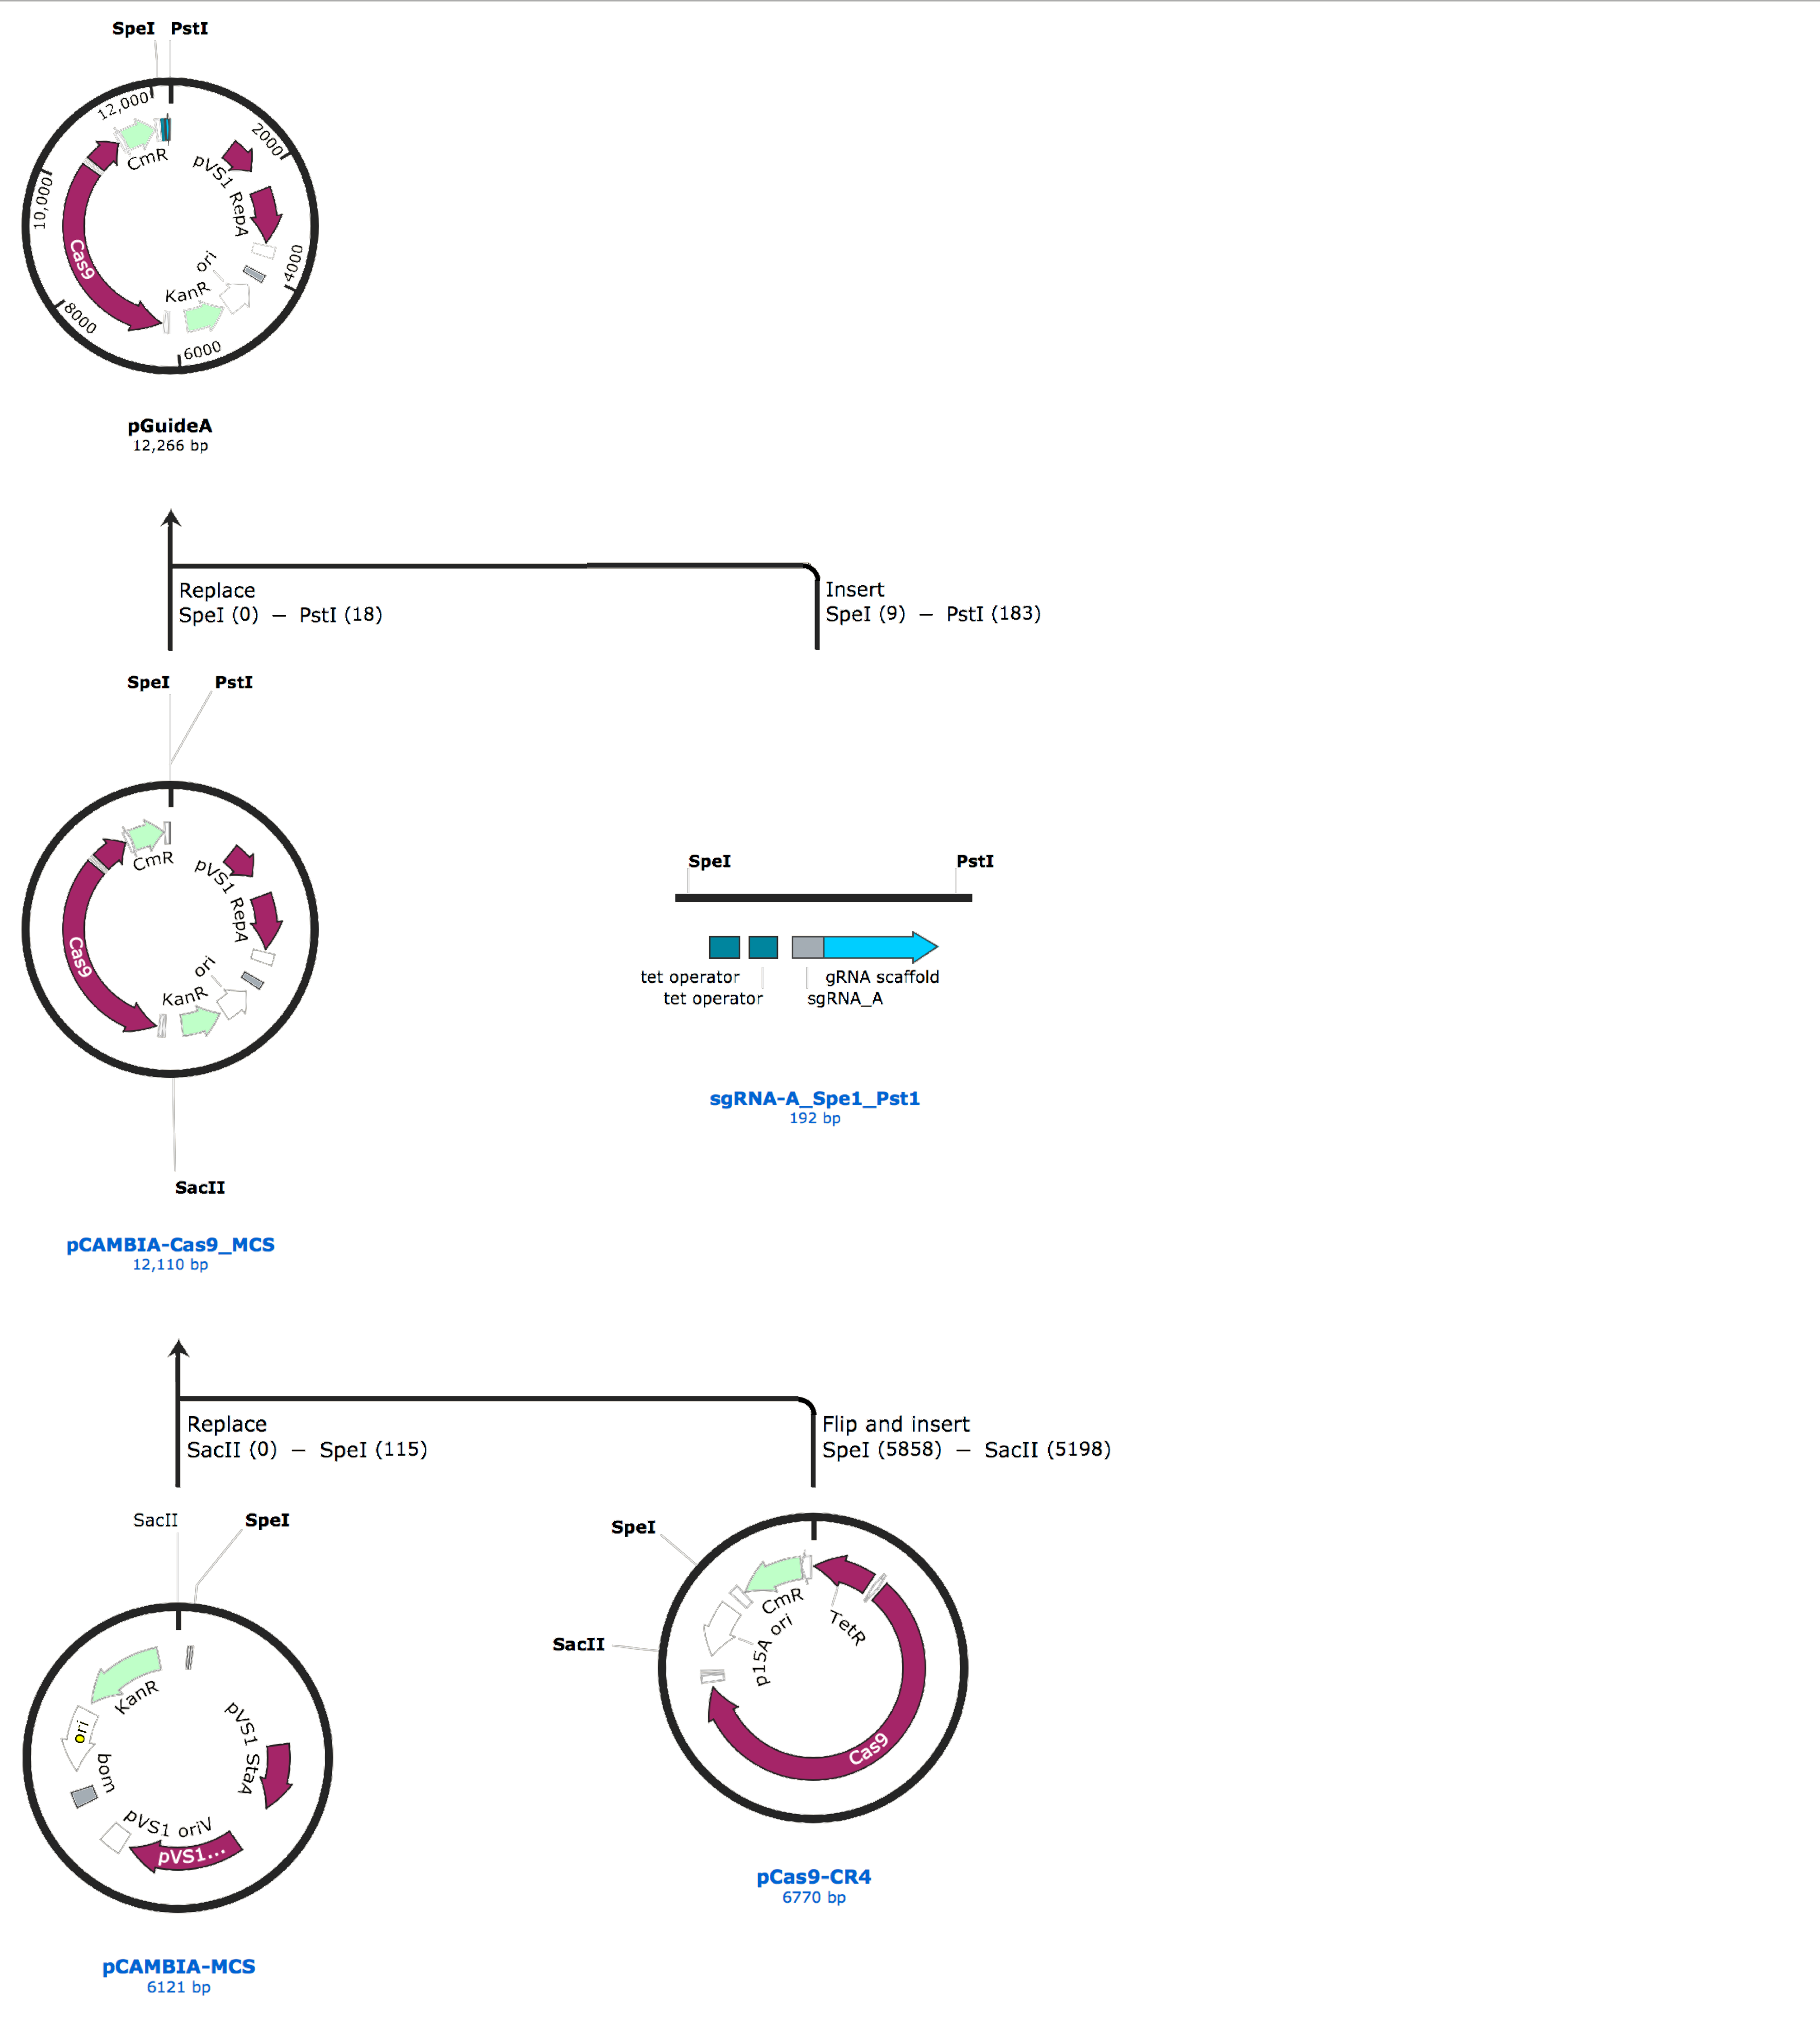 SpeI PstI
12,000
2000
CmR
pVS1 RepA
10,000
Cas9
ori
4000
KanR
8000
6000
pGuideA
12,266 bp
Replace
SpeI (0) – PstI (18)
Insert
SpeI (9) – PstI (183)
SpeI PstI
CmR
pVS1 RepA
Cas9
ori
KanR
SacII
pCAMBIA-Cas9_MCS
12,110 bp
SpeI PstI
tet operator gRNA scaffold
tet operator sgRNA_A
sgRNA-A_Spe1_Pst1
192 bp
Replace
SacII (0) – SpeI (115)
Flip and insert
SpeI (5858) – SacII (5198)
SacII SpeI
KanR
ori
bom
pVS1 StaA
pVS1 oriV
pVS1...
pCAMBIA-MCS
6121 bp
SpeI
SacII
CmR
TetR
p15A ori
Cas9
pCas9-CR4
6770 bp